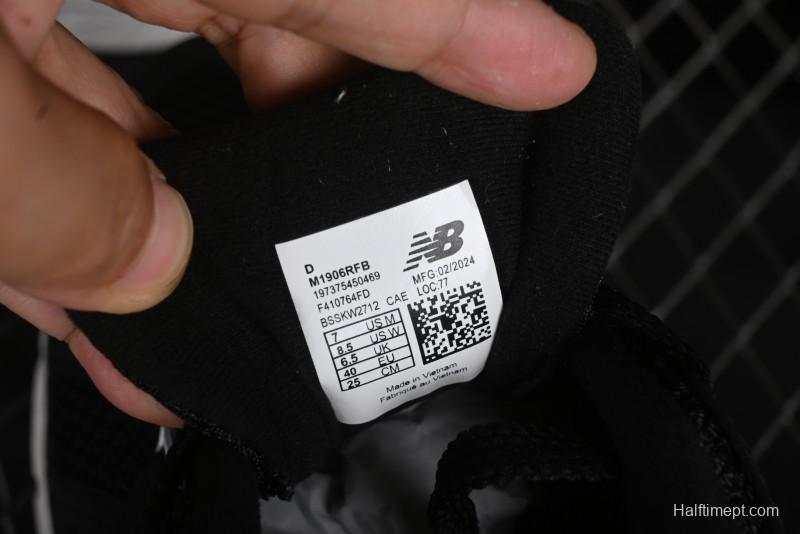 D
M1906RFB
197375450469
F410764FD
BSSKW2712 CAE
NB
MFG:02/2024
LOC:77
7 US M
8.5 US W
6.5 UK
40 EU
25 CM
Made in Vietnam
Fabriqué au Vietnam
Halftimept.com